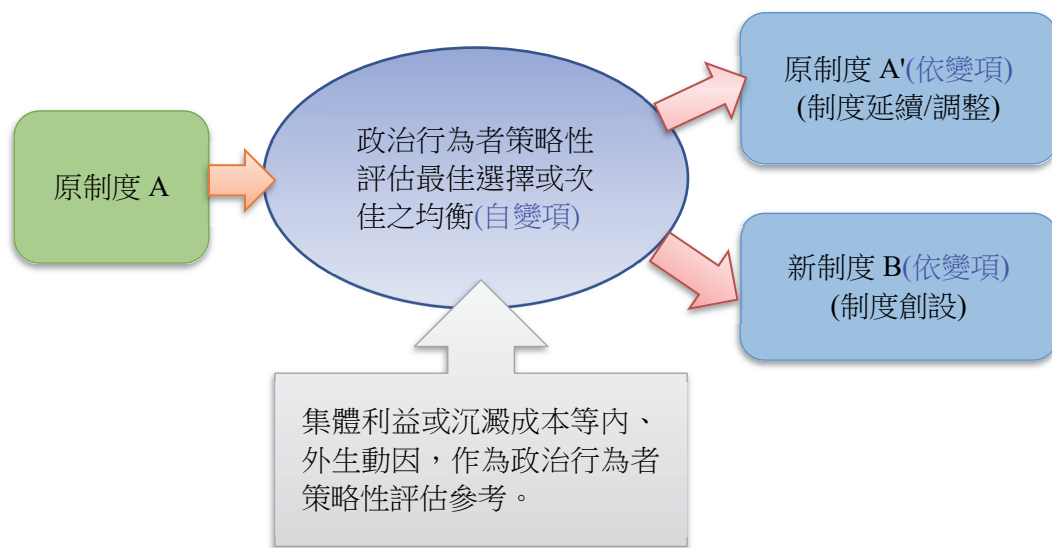 原制度 A
政治行為者策略性
評估最佳選擇或次
佳之均衡(自變項)
原制度 A'(依變項)
(制度延續/調整)
新制度 B(依變項)
(制度創設)
集體利益或沉澱成本等內、
外生動因，作為政治行為者
策略性評估參考。